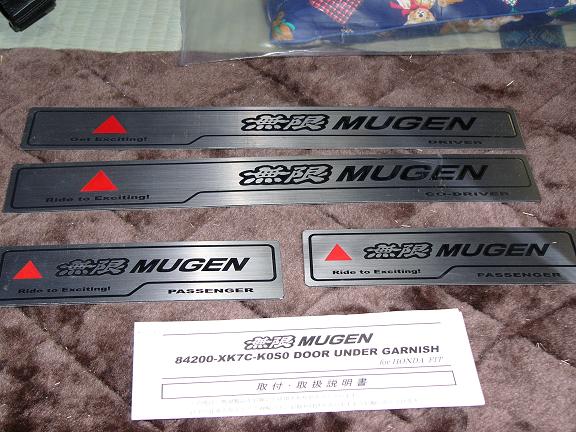 無限 MUGEN
Get Exciting!
DRIVER
無限 MUGEN
Ride to Exciting!
CO-DRIVER
無限 MUGEN
Ride to Exciting!
PASSENGER
無限 MUGEN
Ride to Exciting!
PASSENGER
無限 MUGEN
84200-XK7C-K0S0 DOOR UNDER GARNISH
for HONDA FIT
取付・取扱説明書